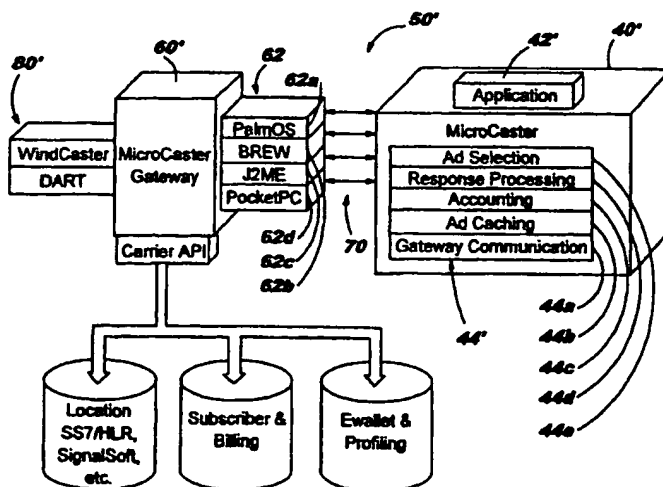 50'
40'
60'
62
42'
80'
62a
Application
PalmOS
MicroCaster
WindCaster
MicroCaster
Gateway
BREW
Ad Selection
DART
J2ME
Response Processing
PocketPC
Accounting
Ad Caching
62d
70
Carrier API
62c
Gateway Communication
62b
44'
44a
44b
44c
44d
44e
Location
SS7/HLR,
SignalSoft,
etc.
Subscriber &
Billing
Ewallet &
Profiling